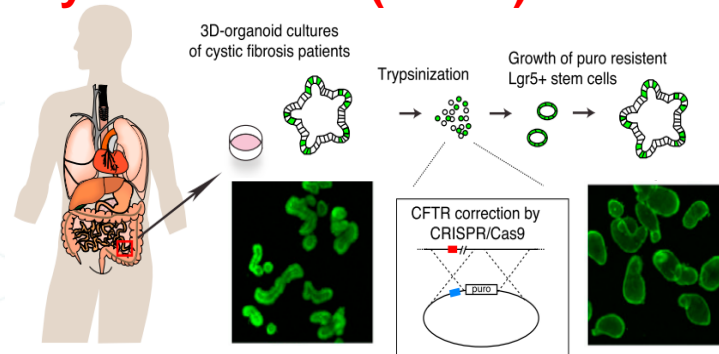 3D-organoid cultures
of cystic fibrosis patients
Trypsinization
Growth of puro resistent
Lgr5+ stem cells
CFTR correction by
CRISPR/Cas9
puro